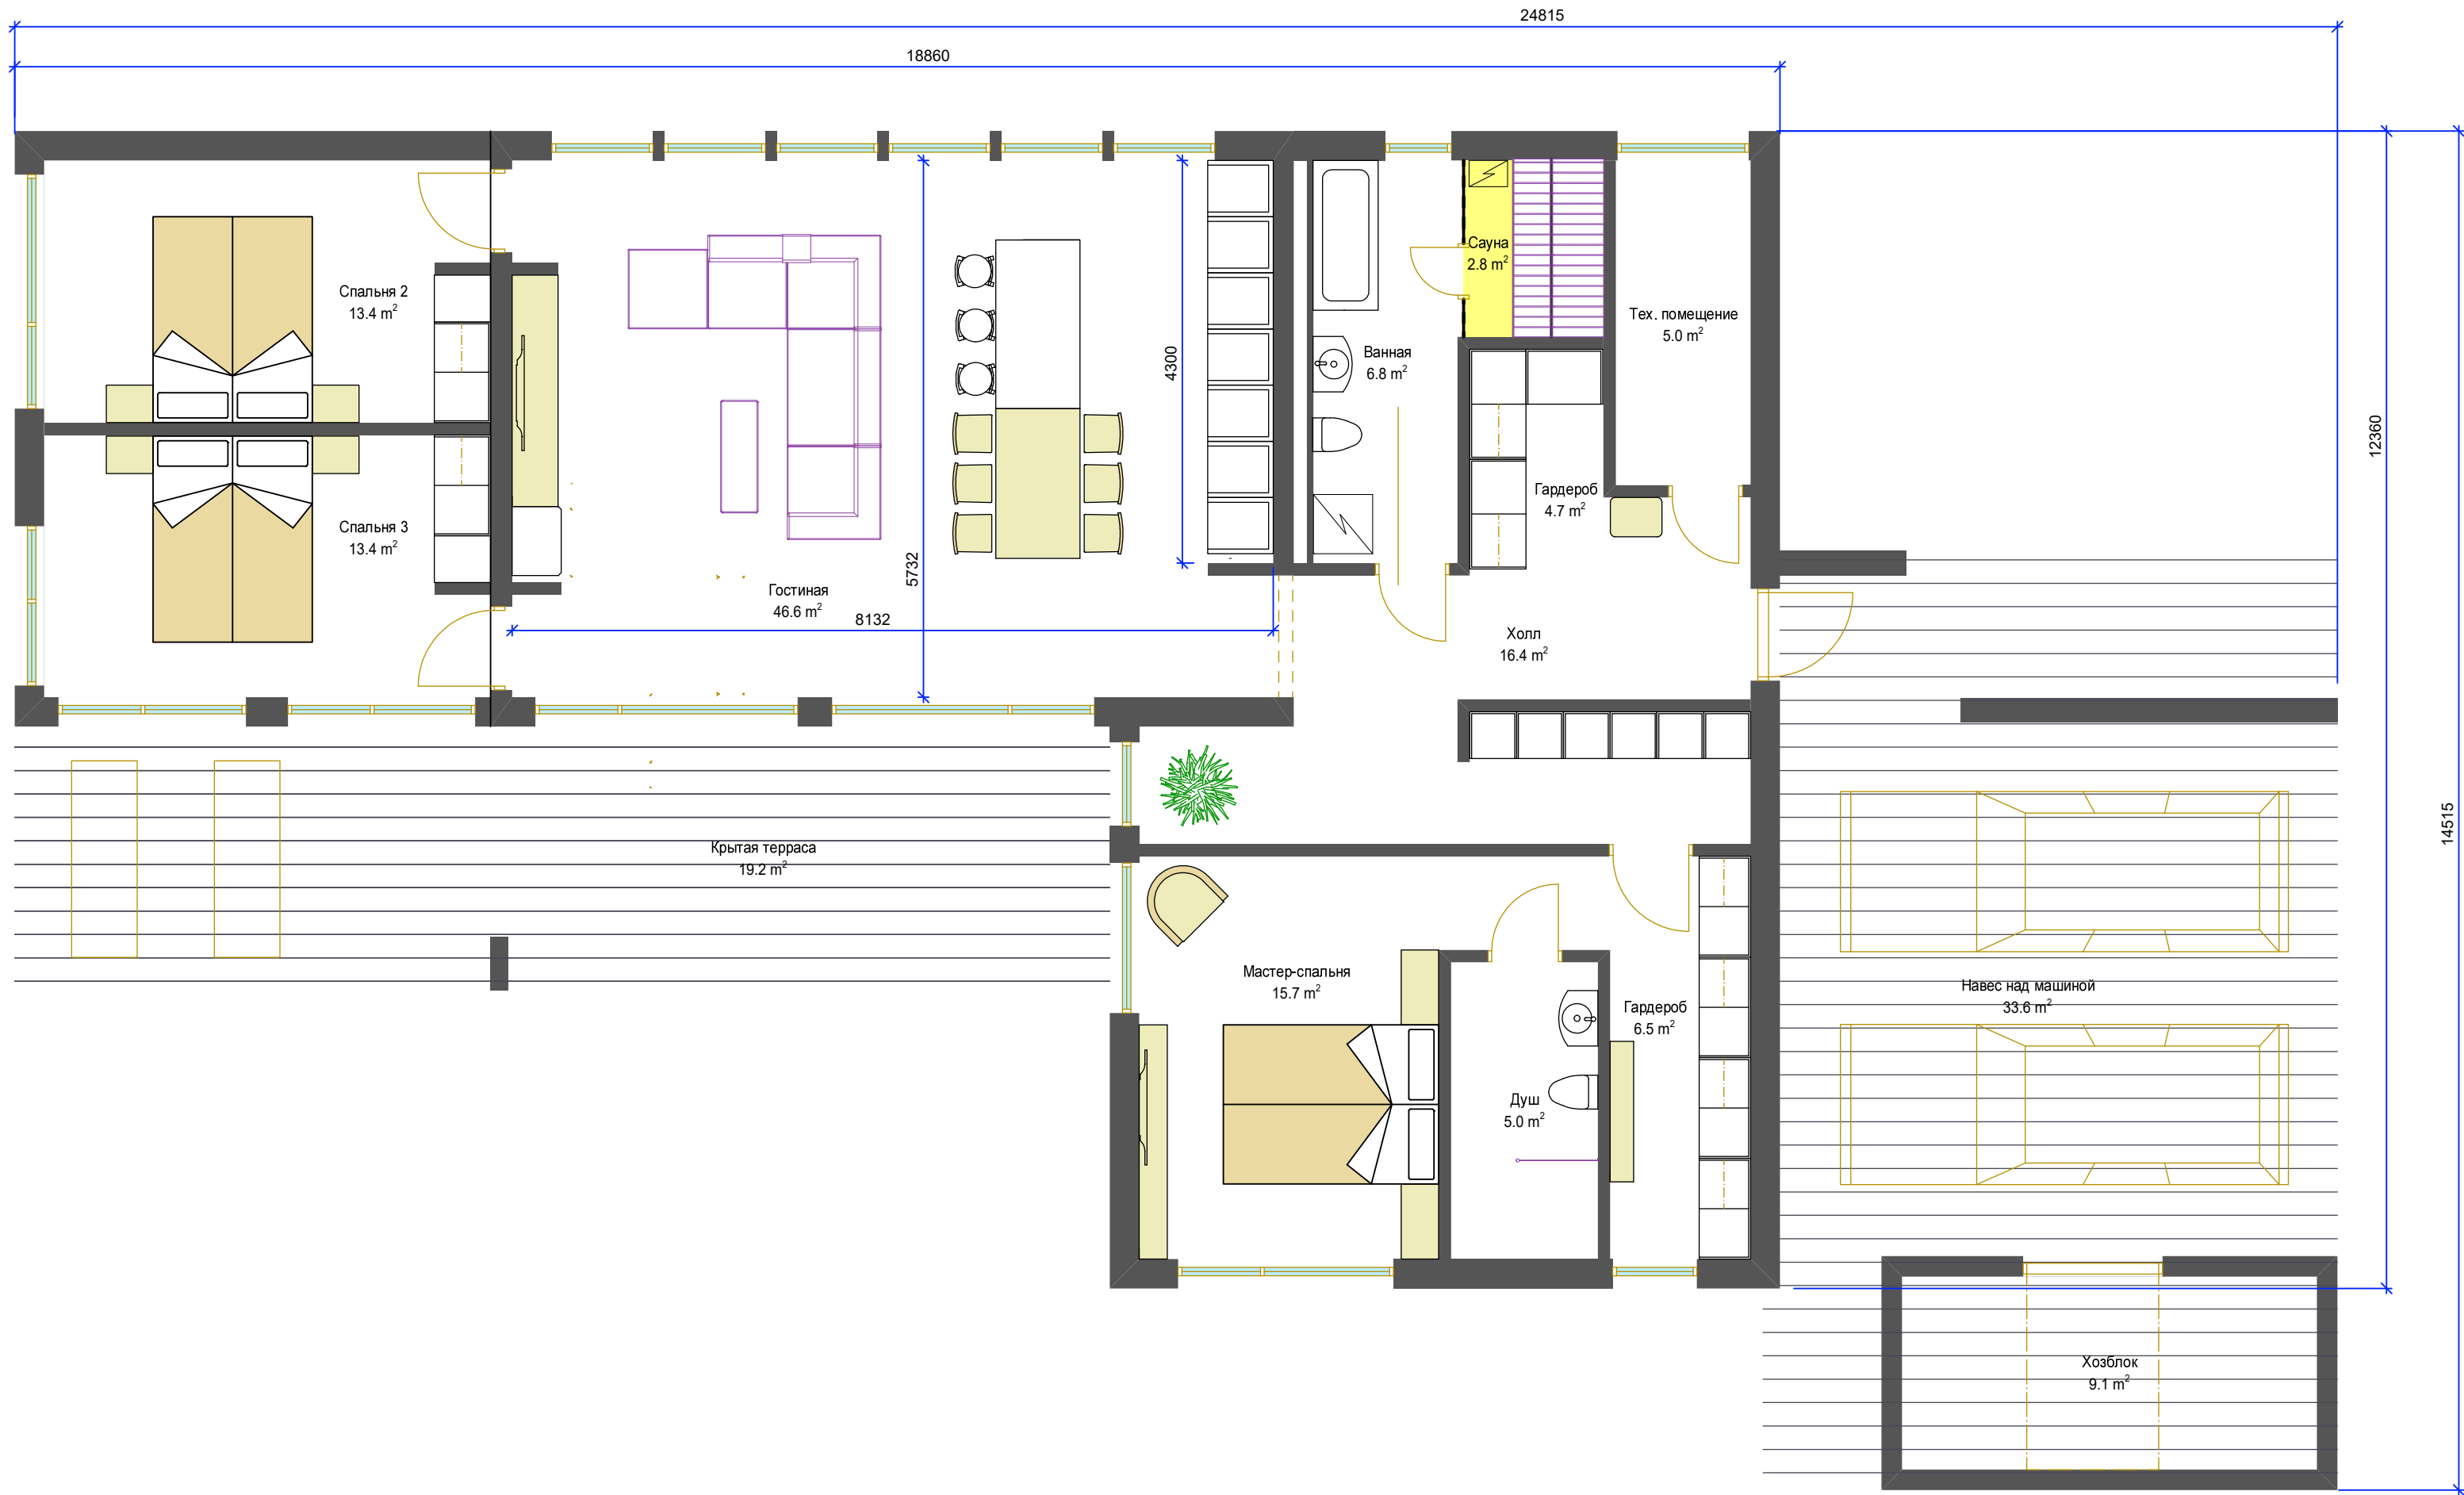 24815
18860
Спальня 2
13.4 m²
Сауна
2.8 m²
Тех. помещение
5.0 m²
Ванная
6.8 m²
4300
12360
Гардероб
4.7 m²
Спальня 3
13.4 m²
5732
Гостиная
46.6 m²
8132
Холл
16.4 m²
14515
Крытая терраса
19.2 m²
Мастер-спальня
15.7 m²
Навес над машиной
33.6 m²
Гардероб
6.5 m²
Душ
5.0 m²
Хозблок
9.1 m²